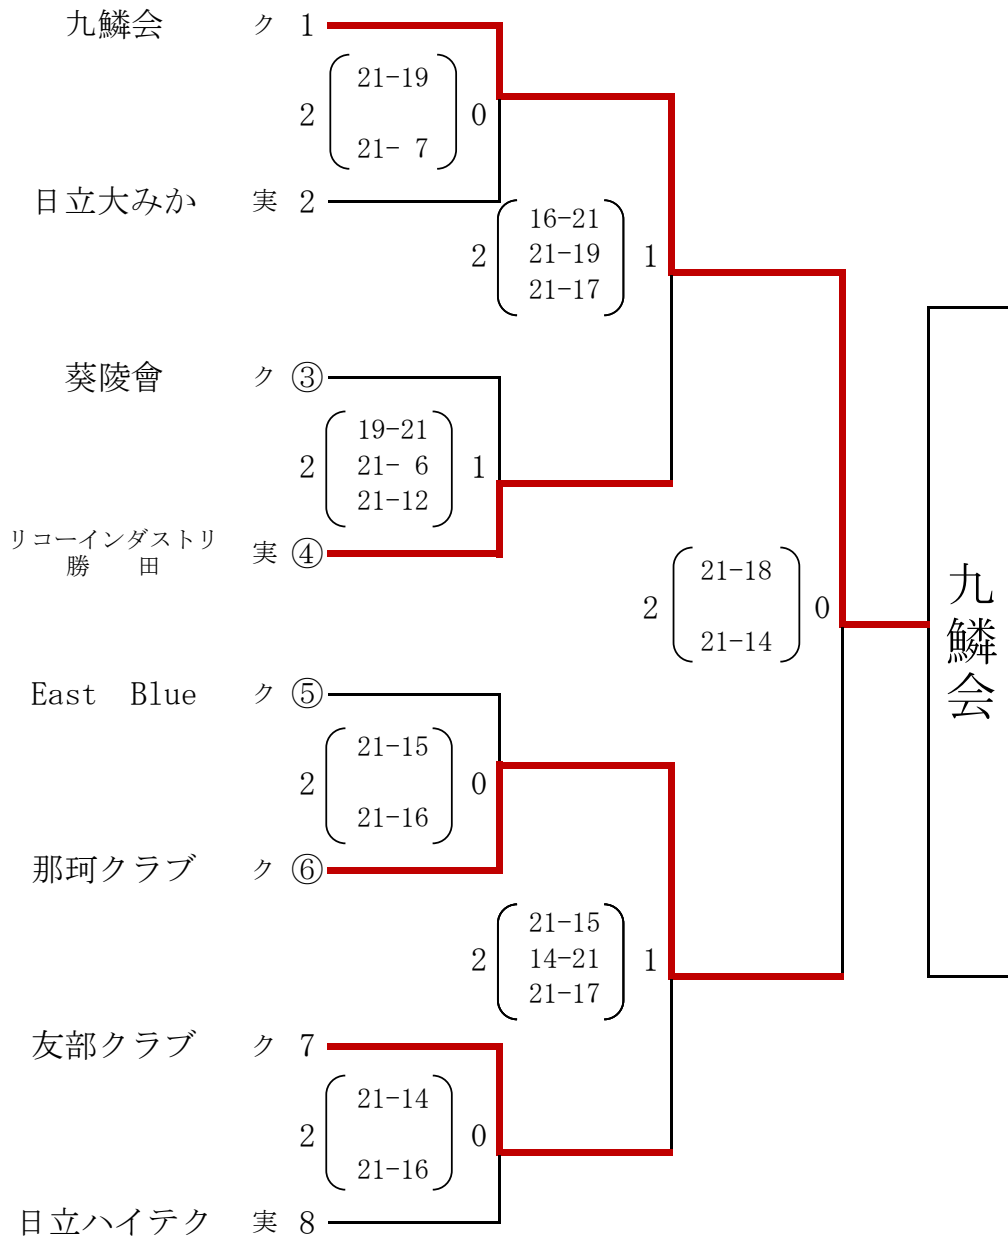 九鱗会 ク 1
21-19
2 0
21- 7
日立大みか 実 2
16-21
2 21-19 1
21-17
葵陵會 ク ③
19-21
2 21- 6 1
21-12
リコーインダストリ
勝 田 実 ④
21-18
2 0
21-14
九鱗会
East Blue ク ⑤
21-15
2 0
21-16
那珂クラブ ク ⑥
21-15
2 14-21 1
21-17
友部クラブ ク 7
21-14
2 0
21-16
日立ハイテク 実 8